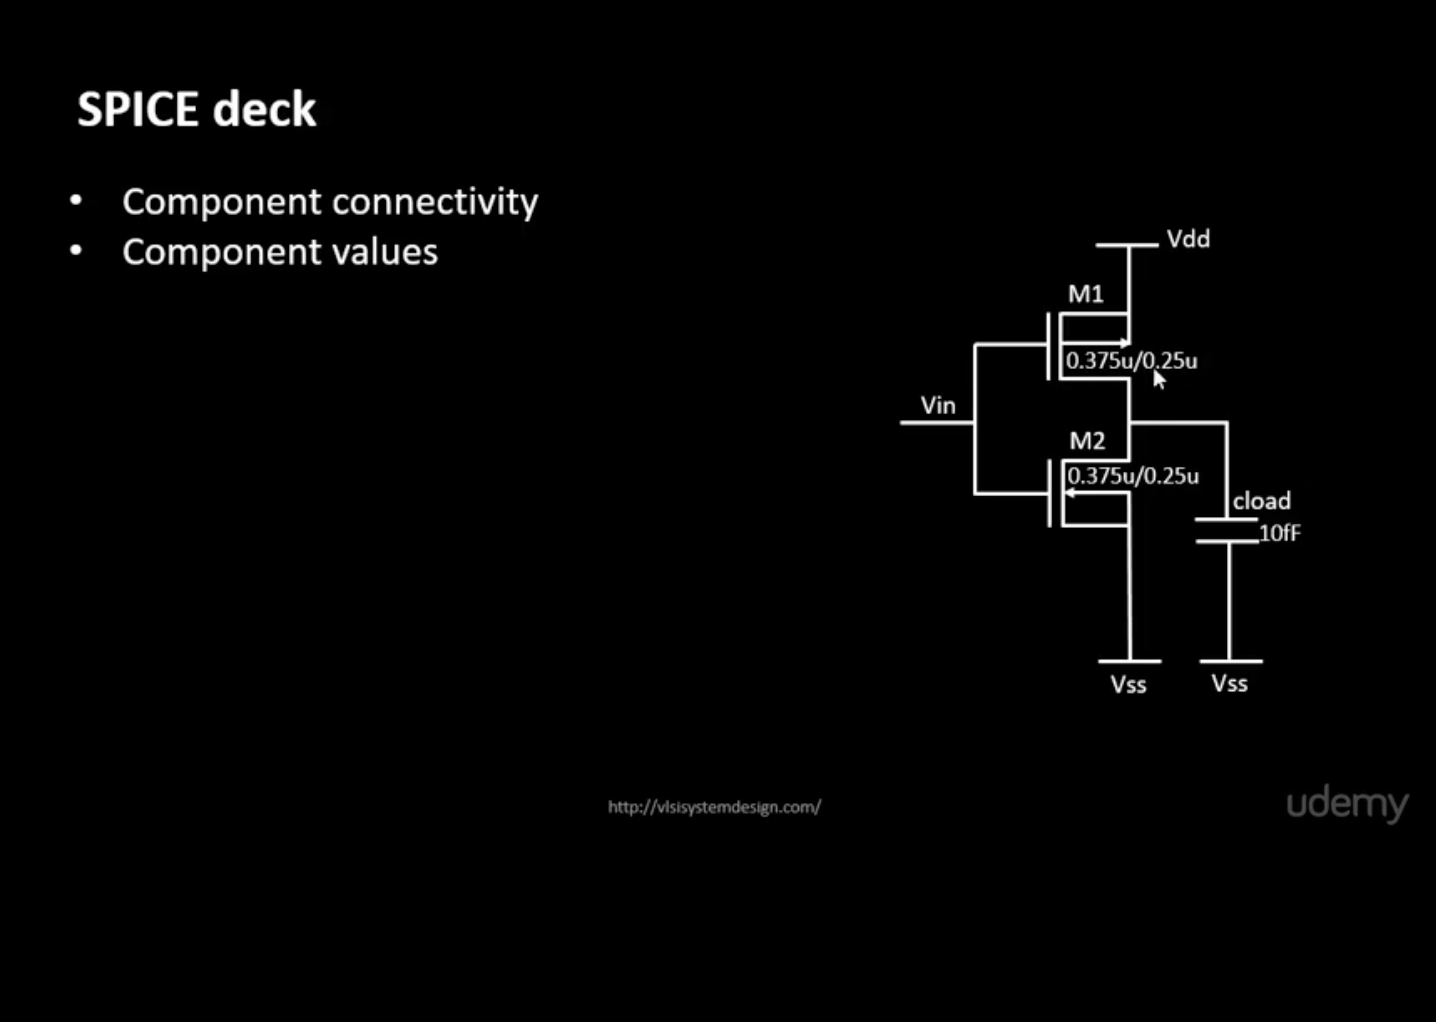 SPICE deck
• Component connectivity
• Component values
Vdd
M1
0.375u/0.25u
Vin
M2
0.375u/0.25u
cload
10fF
Vss
Vss
http://vlsisystemdesign.com/
udemy